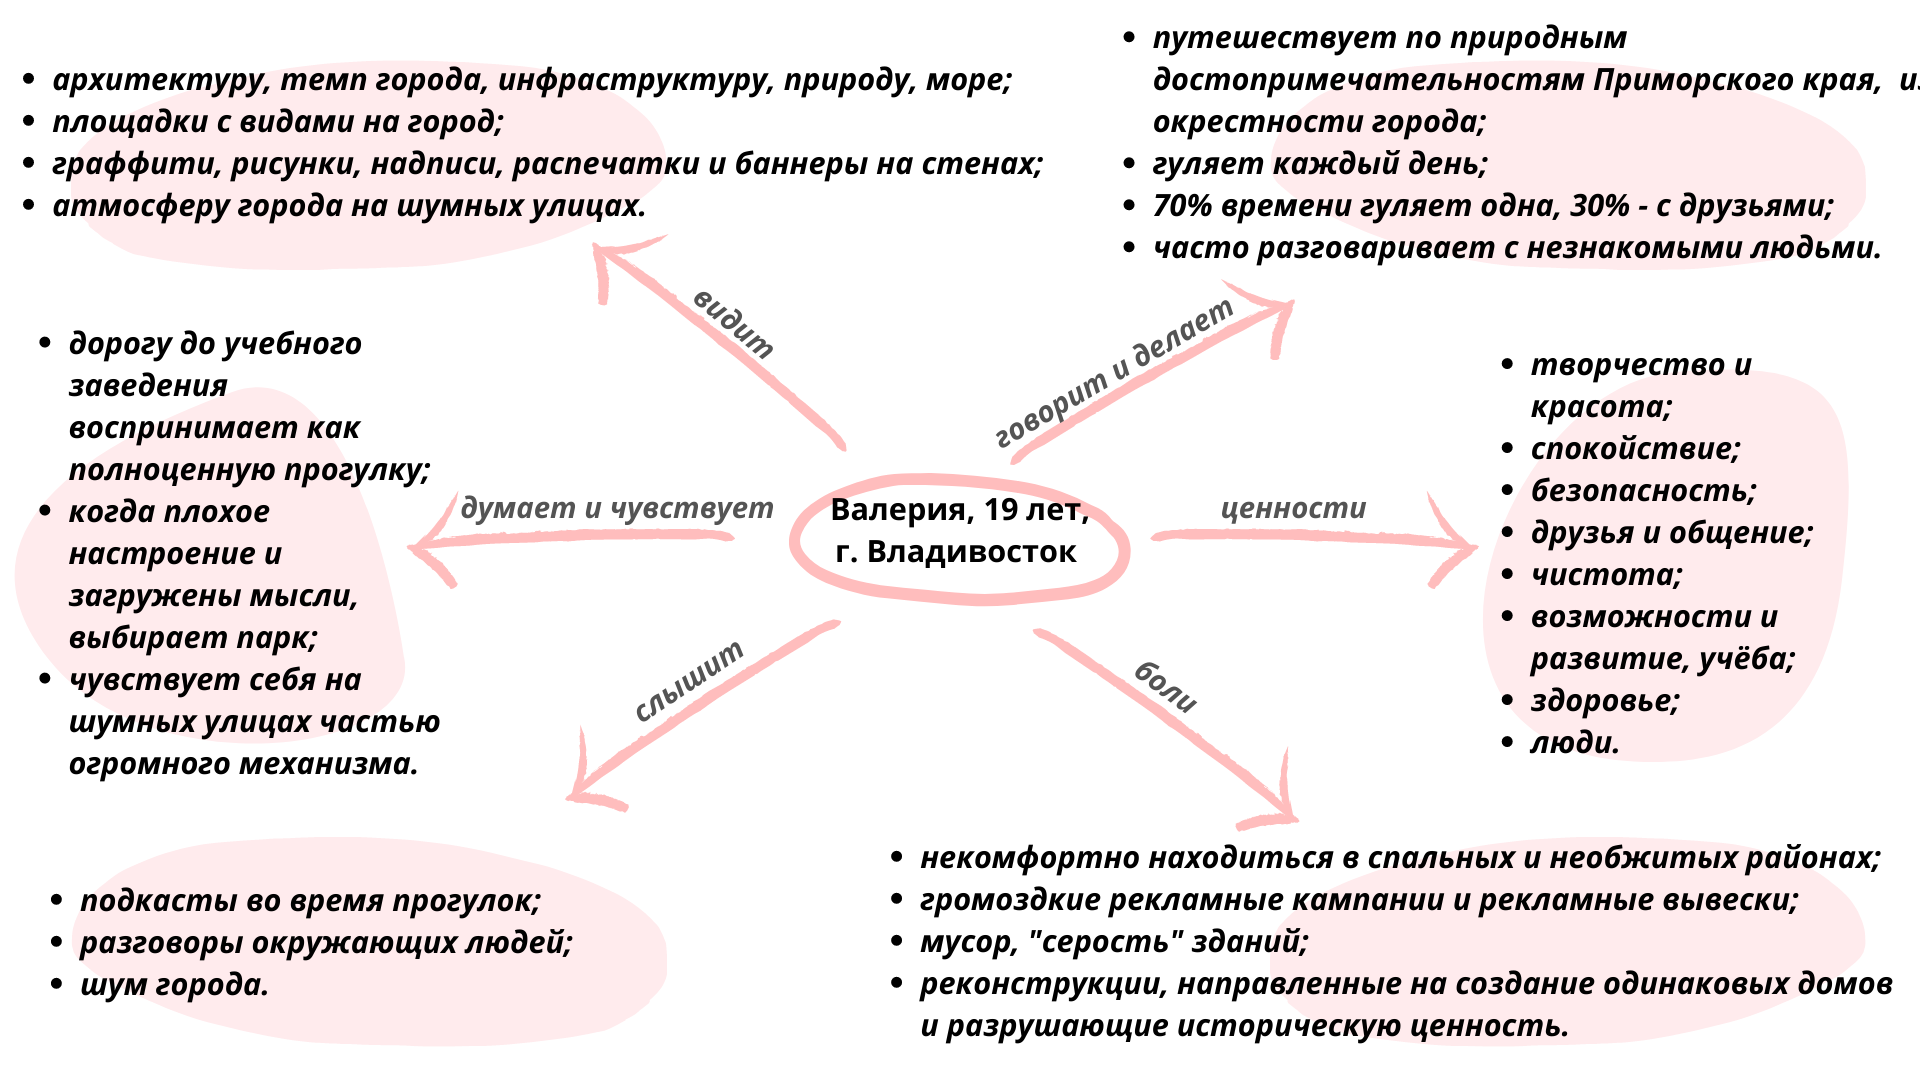 • архитектуру, темп города, инфраструктуру, природу, море;
• площадки с видами на город;
• граффити, рисунки, надписи, распечатки и баннеры на стенах;
• атмосферу города на шумных улицах.
• путешествует по природным
достопримечательностям Приморского края,
окрестности города;
• гуляет каждый день;
• 70% времени гуляет одна, 30% - с друзьями;
• часто разговаривает с незнакомыми людьми.
видит
говорит и делает
• дорогу до учебного
заведения
воспринимает как
полноценную прогулку;
• когда плохое
настроение и
загружены мысли,
выбирает парк;
• чувствует себя на
шумных улицах частью
огромного механизма.
думает и чувствует
Валерия, 19 лет,
г. Владивосток
ценности
• творчество и
красота;
• спокойствие;
• безопасность;
• друзья и общение;
• чистота;
• возможности и
развитие, учёба;
• здоровье;
• люди.
слышит
боли
• подкасты во время прогулок;
• разговоры окружающих людей;
• шум города.
• некомфортно находиться в спальных и необжитых районах;
• громоздкие рекламные кампании и рекламные вывески;
• мусор, "серость" зданий;
• реконструкции, направленные на создание одинаковых домов
и разрушающие историческую ценность.